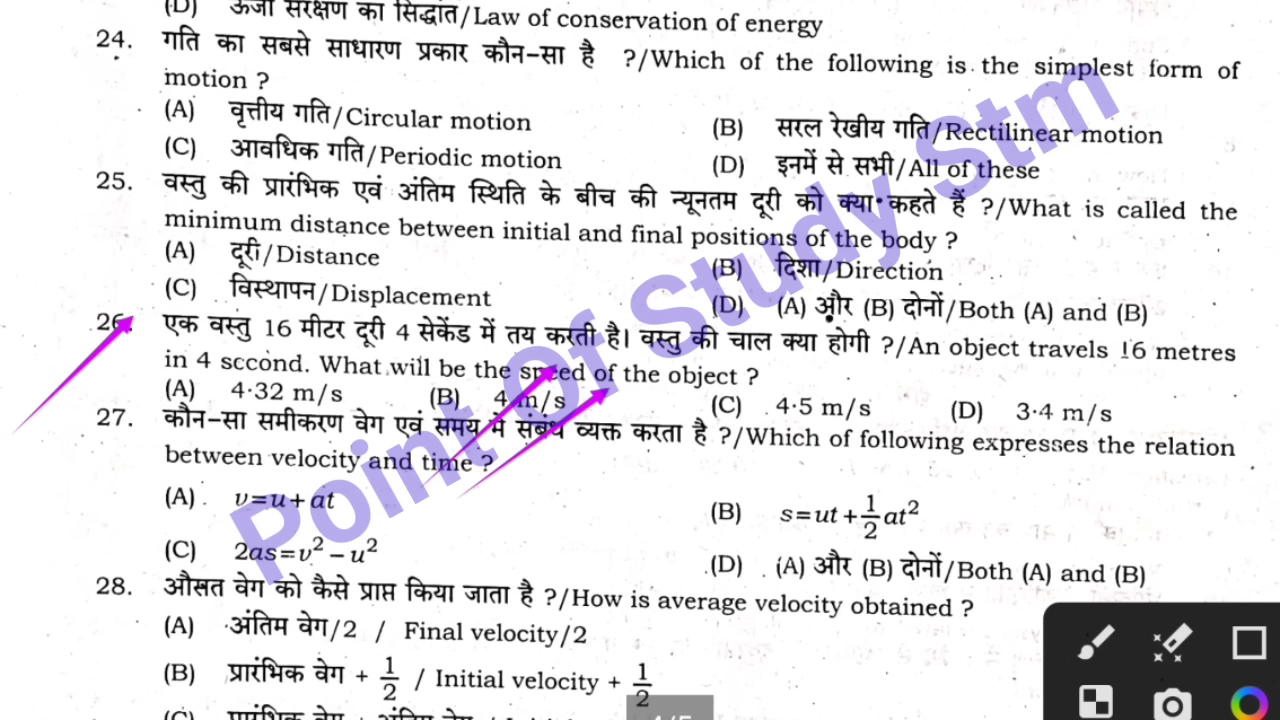 (D) ऊर्जा संरक्षण का सिद्धांत/Law of conservation of energy
24. गति का सबसे साधारण प्रकार कौन-सा है ?/Which of the following is the simplest form of
motion ?
(A) वृत्तीय गति/Circular motion
(B) सरल रेखीय गति/Rectilinear motion
(C) आवधिक गति/Periodic motion
(D) इनमें से सभी/All of these
25. वस्तु की प्रारंभिक एवं अंतिम स्थिति के बीच की न्यूनतम दूरी को क्या कहते हैं ?/What is called the
minimum distance between initial and final positions of the body ?
(A) दूरी/Distance
(B) दिशा/Direction
(C) विस्थापन/Displacement
(D) (A) और (B) दोनों/Both (A) and (B)
26. एक वस्तु 16 मीटर दूरी 4 सेकेंड में तय करती है। वस्तु की चाल क्या होगी ?/An object travels 16 metres
in 4 second. What will be the speed of the object ?
(A) 4·32 m/s (B) 4 m/s (C) 4·5 m/s (D) 3·4 m/s
27. कौन-सा समीकरण वेग एवं समय में संबंध व्यक्त करता है ?/Which of following expresses the relation
between velocity and time ?
(A) v=u+at
(B) s=ut+1/2at²
(C) 2as=v²−u²
(D) (A) और (B) दोनों/Both (A) and (B)
28. औसत वेग को कैसे प्राप्त किया जाता है ?/How is average velocity obtained ?
(A) अंतिम वेग/2 / Final velocity/2
(B) प्रारंभिक वेग + 1/2 / Initial velocity + 1/2
Point Of Study Stm